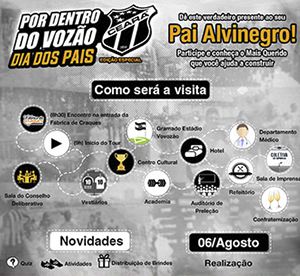 POR DENTRO
DO VOZÃO
DIA DOS PAIS
CEARÁ
EDIÇÃO ESPECIAL
Dê este verdadeiro presente ao seu
Pai Alvinegro!
Participe e conheça o Mais Querido
que você ajuda a construir
Como será a visita
(8h30) Encontro na entrada da
Fábrica de Craques
(9h) Início do Tour
Gramado Estádio
Vovozão
Centro Cultural
Hotel
Departamento
Médico
COLETIVA
Sala de Imprensa
Sala do Conselho
Deliberativo
Vestiários
Academia
Auditório de
Preleção
Refeitório
Confraternização
Novidades
06/Agosto
? Quiz
Atividades
Distribuição de Brindes
Realização